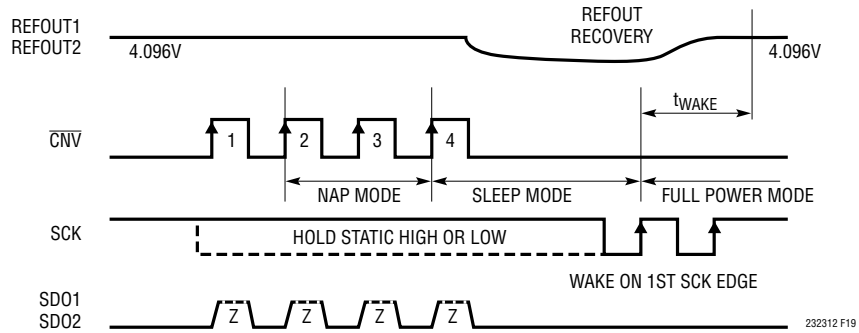 REFOUT1
REFOUT2
4.096V
REFOUT
RECOVERY
4.096V
tWAKE
CNV
1
2
3
4
NAP MODE
SLEEP MODE
FULL POWER MODE
SCK
HOLD STATIC HIGH OR LOW
WAKE ON 1ST SCK EDGE
SDO1
SDO2
Z
Z
Z
Z
232312 F19